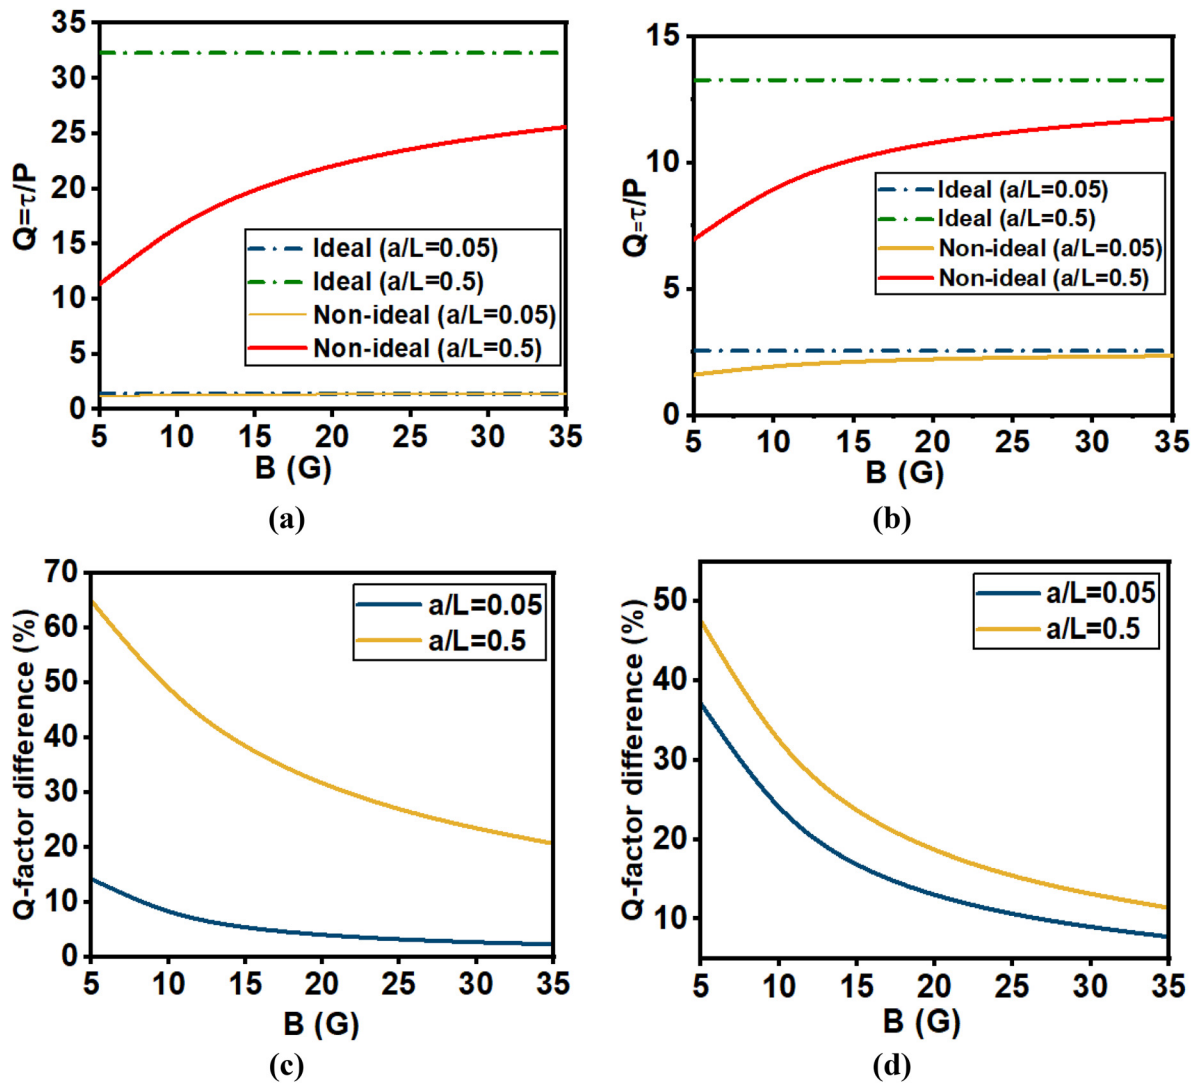 35
30
25
20
15
10
5
0
Q=τ/P
Ideal (a/L=0.05)
Ideal (a/L=0.5)
Non-ideal (a/L=0.05)
Non-ideal (a/L=0.5)
5 10 15 20 25 30 35
B (G)
(a)
15
10
5
0
Q=τ/P
Ideal (a/L=0.05)
Ideal (a/L=0.5)
Non-ideal (a/L=0.05)
Non-ideal (a/L=0.5)
5 10 15 20 25 30 35
B (G)
(b)
70
60
50
40
30
20
10
0
Q-factor difference (%)
a/L=0.05
a/L=0.5
5 10 15 20 25 30 35
B (G)
(c)
50
40
30
20
10
Q-factor difference (%)
a/L=0.05
a/L=0.5
5 10 15 20 25 30 35
B (G)
(d)